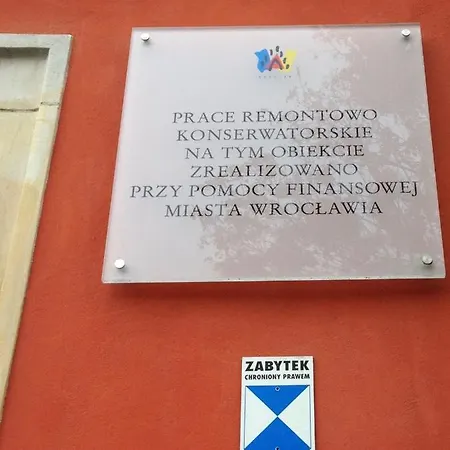 PRACE REMONTOWO
KONSERWATORSKIE
NA TYM OBIEKCIE
ZREALIZOWANO
PRZY POMOCY FINANSOWEJ
MIASTA WROCŁAWIA
ZABYTEK
CHRONIONY PRAWEM